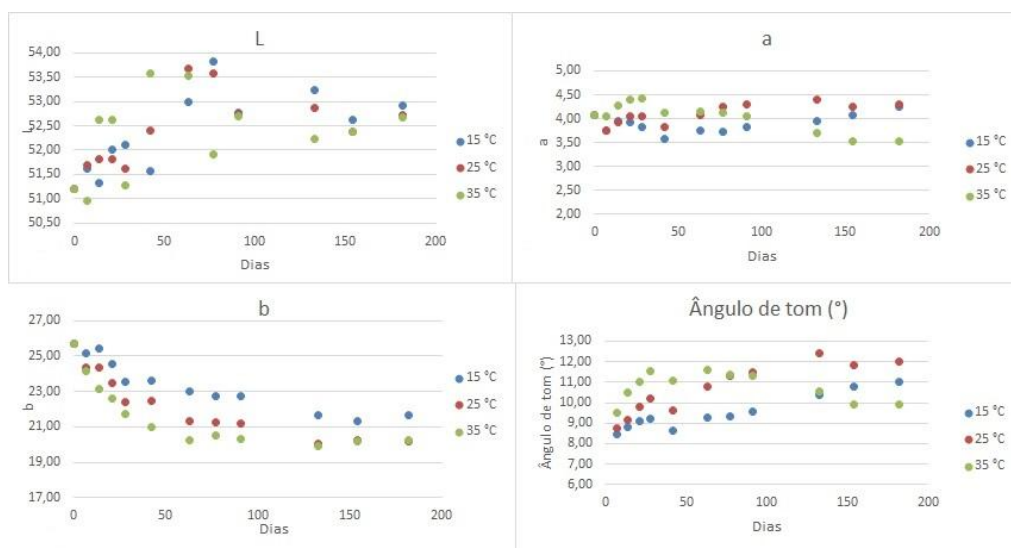 L
54,00
53,50
53,00
52,50
52,00
51,50
51,00
50,50
L
0 50 100 150 200
Dias
15 °C
25 °C
35 °C
a
5,00
4,50
4,00
3,50
3,00
2,50
2,00
a
0 50 100 150 200
Dias
15 °C
25 °C
35 °C
b
27,00
25,00
23,00
21,00
19,00
17,00
b
0 50 100 150 200
Dias
15 °C
25 °C
35 °C
Ângulo de tom (°)
13,00
12,00
11,00
10,00
9,00
8,00
7,00
6,00
Ângulo de tom (°)
0 50 100 150 200
Dias
15 °C
25 °C
35 °C